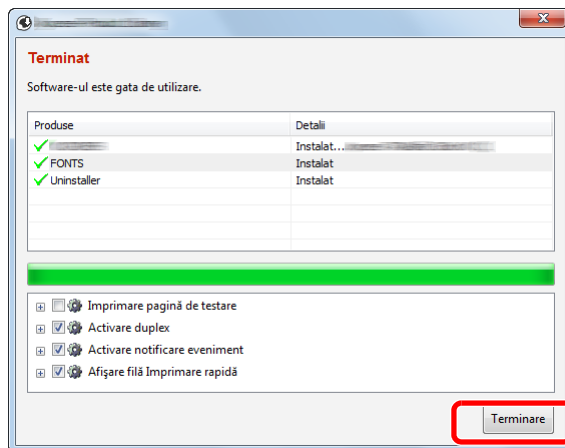 Terminat
Software-ul este gata de utilizare.
Produse Detalii
Instalat...
FONTS Instalat
Uninstaller Instalat
Imprimare pagină de testare
Activare duplex
Activare notificare eveniment
Afişare filă Imprimare rapidă
Terminare